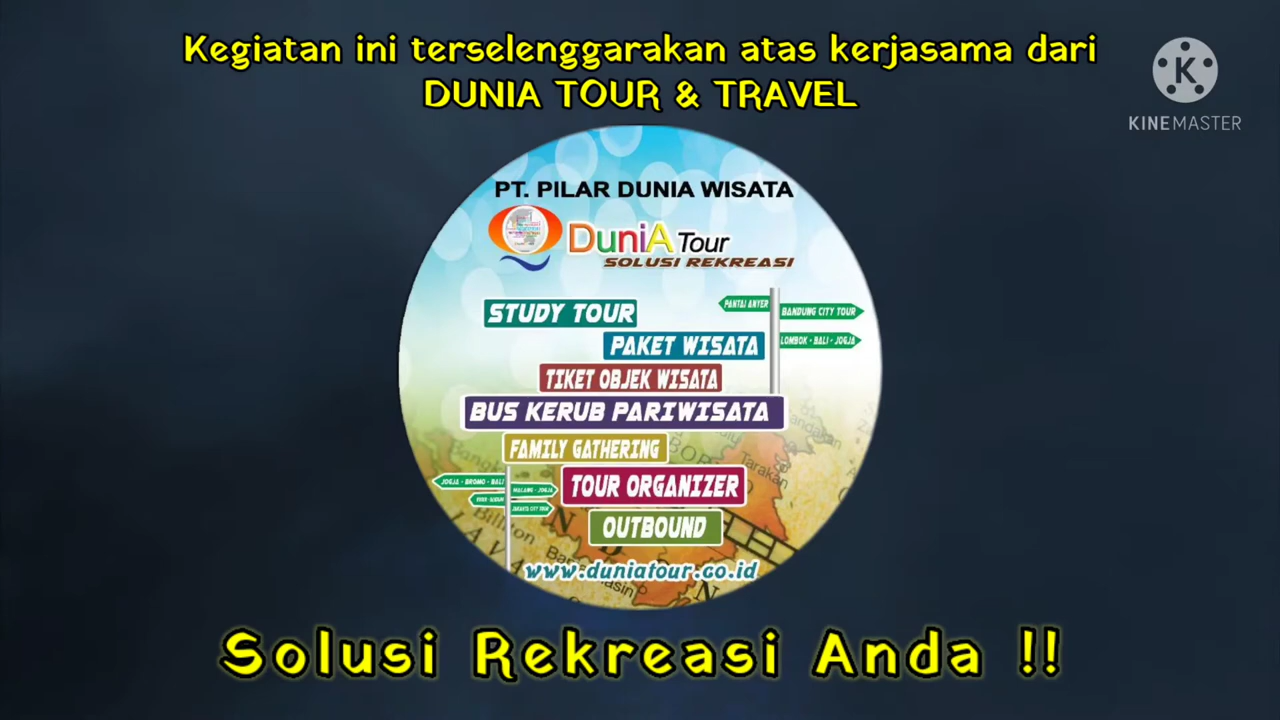 Kegiatan ini terselenggarakan atas kerjasama dari
DUNIA TOUR & TRAVEL
KINEMASTER
PT. PILAR DUNIA WISATA
DuniA Tour
SOLUSI REKREASI
STUDY TOUR
PANTAI ANYER
BANDUNG CITY TOUR
PAKET WISATA
LOMBOK - BALI - JOGJA
TIKET OBJEK WISATA
BUS KERUB PARIWISATA
FAMILY GATHERING
Tarakan
JOGJA - BROMO - BALI
MALANG - JOGJA
TOUR ORGANIZER
JAKARTA CITY TOUR
OUTBOUND
Billiton
www.duniatour.co.id
Solusi Rekreasi Anda !!